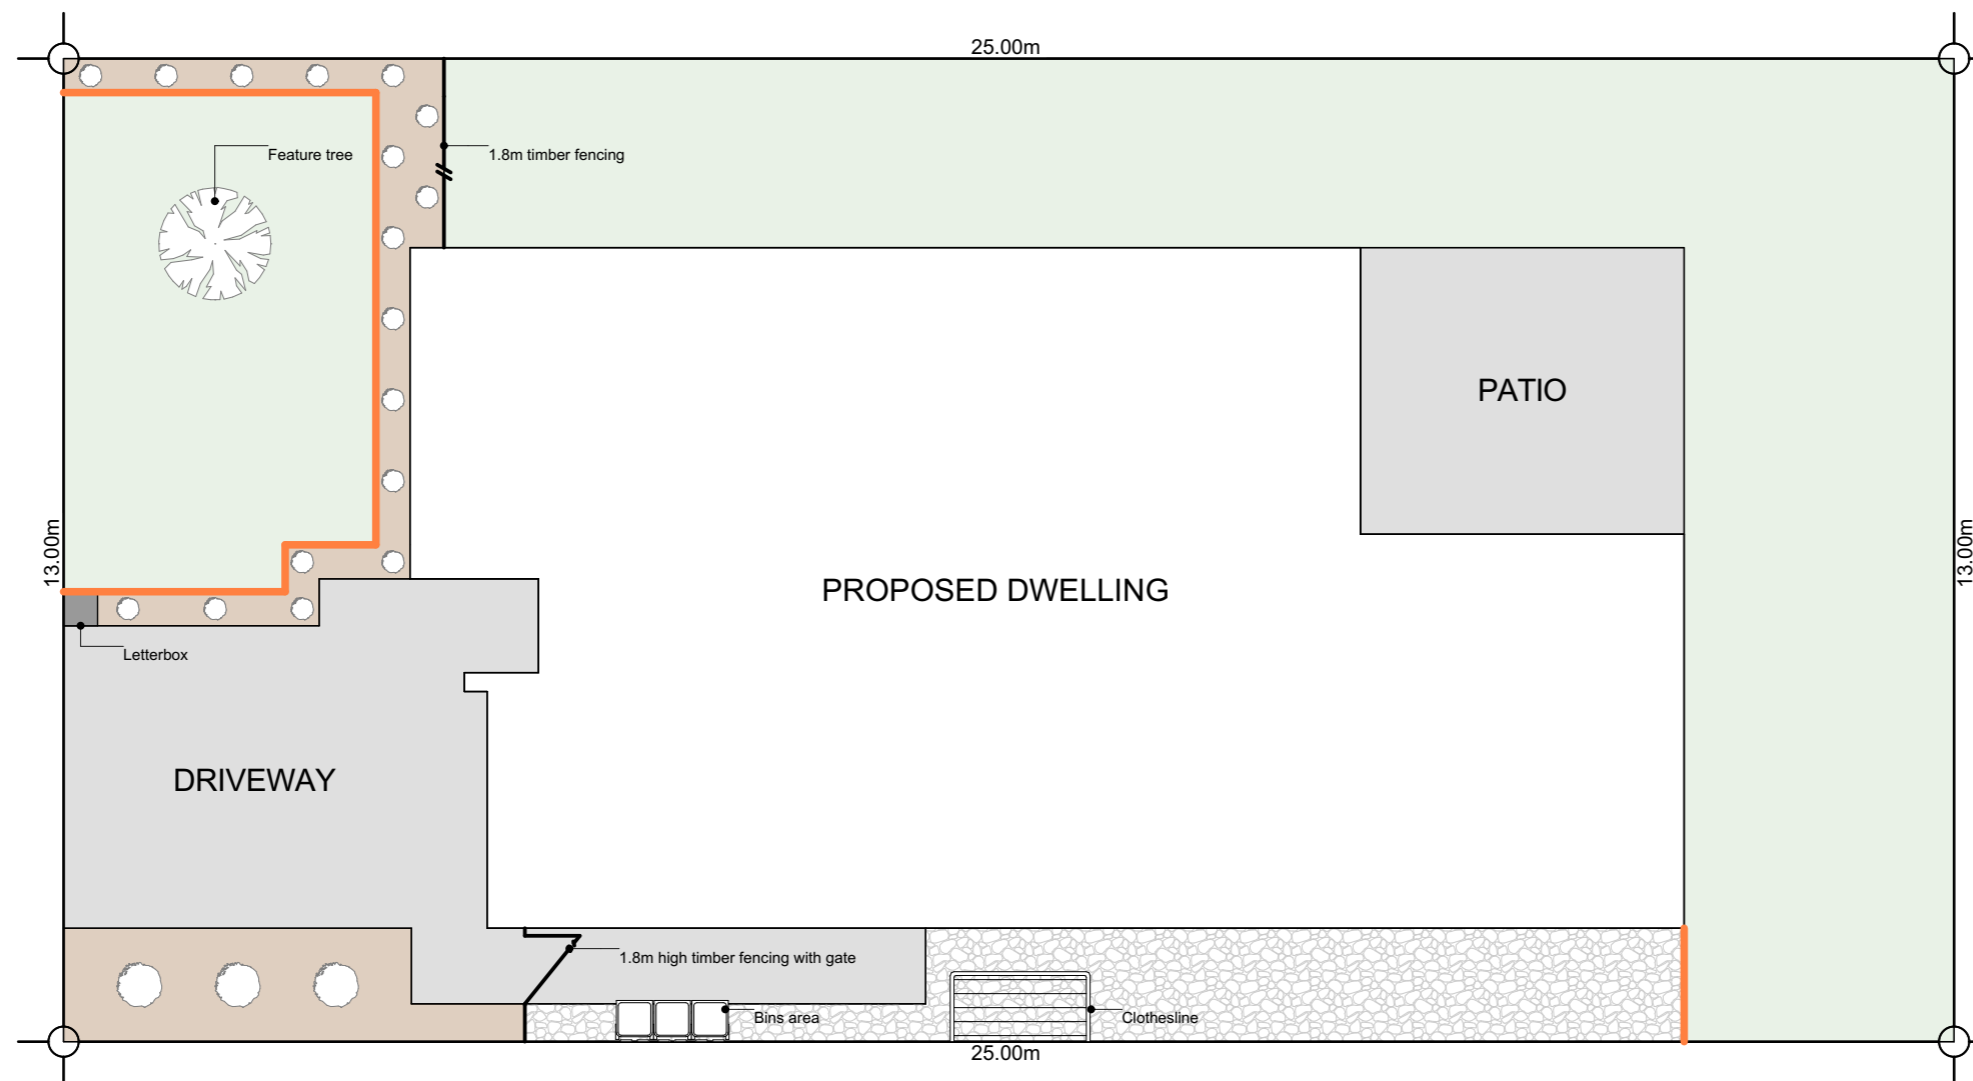 25.00m
Feature tree
1.8m timber fencing
PATIO
13.00m
13.00m
PROPOSED DWELLING
Letterbox
DRIVEWAY
1.8m high timber fencing with gate
Bins area
Clothesline
25.00m